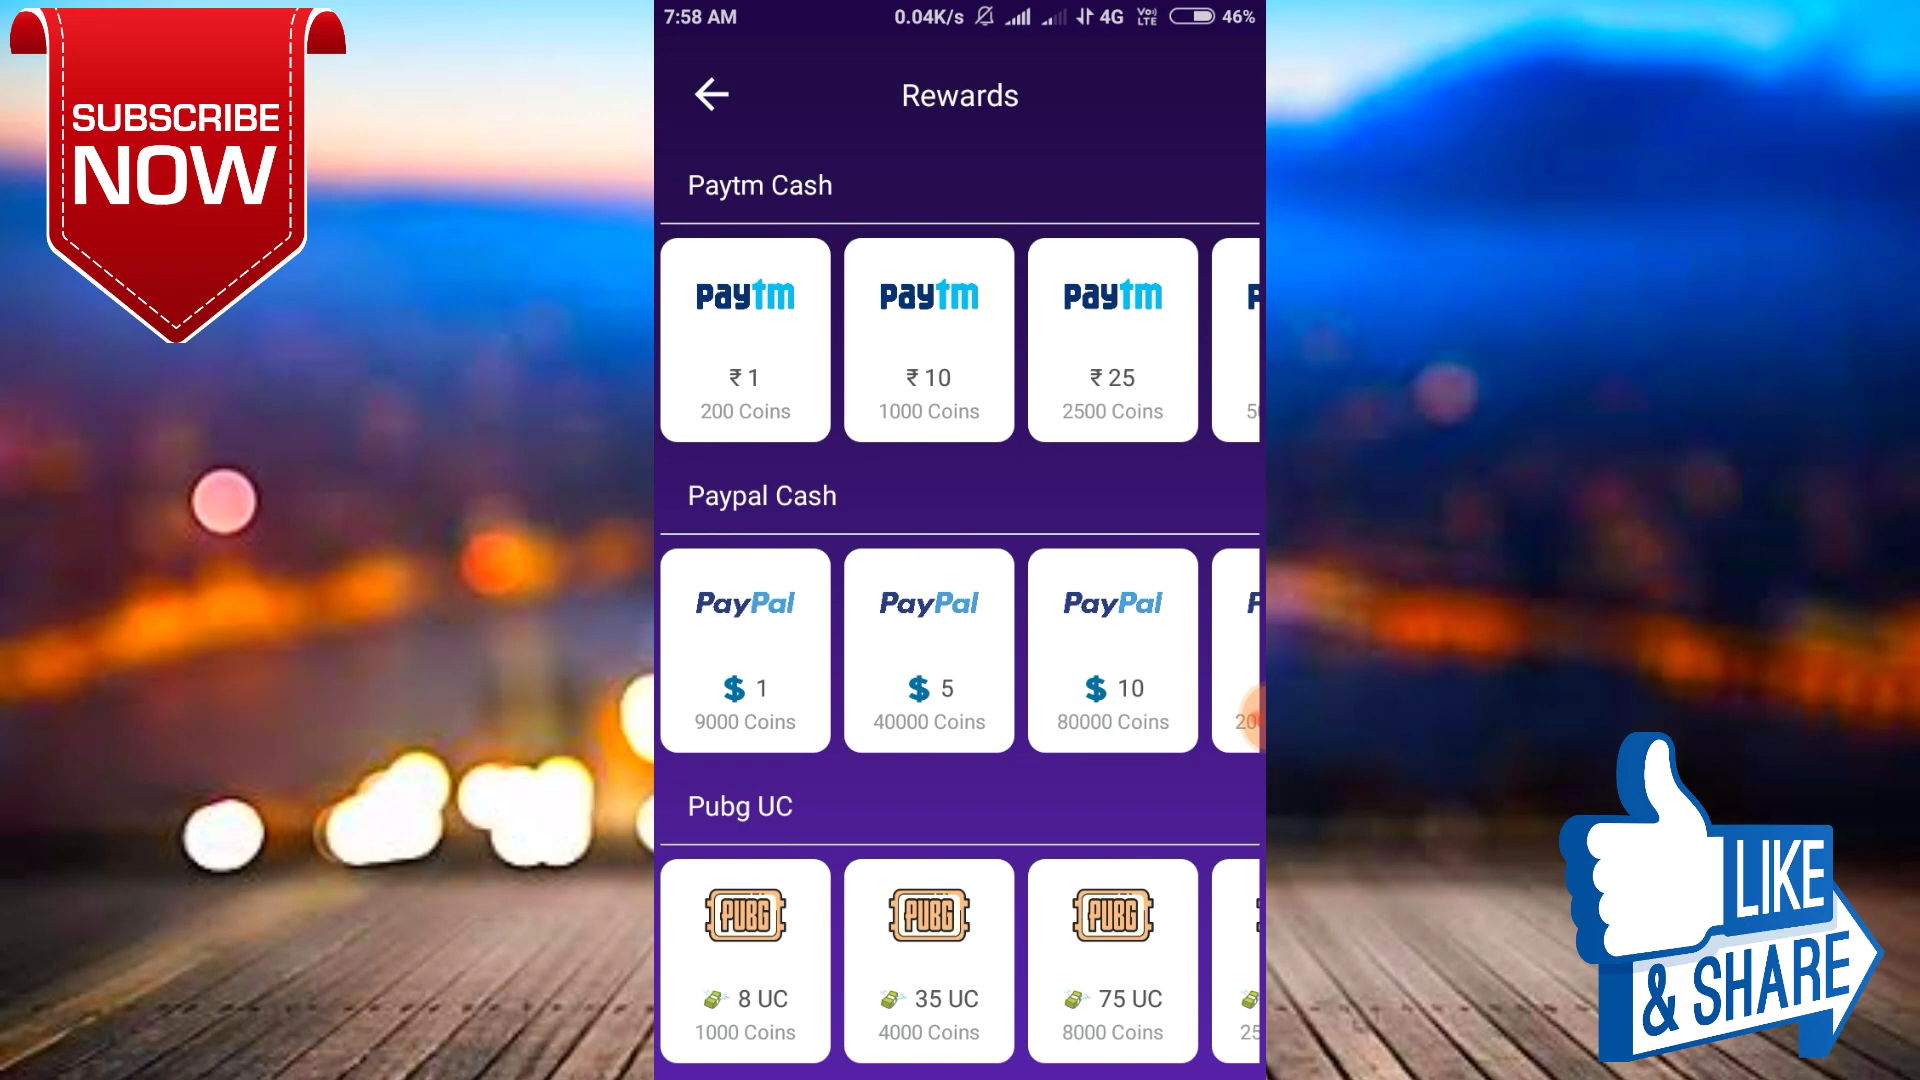 SUBSCRIBE
NOW
7:58 AM 0.04K/s 4G Vo) LTE 46%
Rewards
Paytm Cash
paytm paytm paytm
₹ 1 ₹ 10 ₹ 25
200 Coins 1000 Coins 2500 Coins
Paypal Cash
PayPal PayPal PayPal
$ 1 $ 5 $ 10
9000 Coins 40000 Coins 80000 Coins
Pubg UC
PUBG PUBG PUBG
8 UC 35 UC 75 UC
1000 Coins 4000 Coins 8000 Coins
LIKE
& SHARE